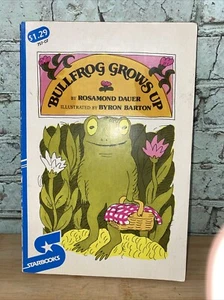 $1.29
BULLFROG GROWS UP
BY ROSAMOND DAUER
ILLUSTRATED BY BYRON BARTON
STARBOOKS